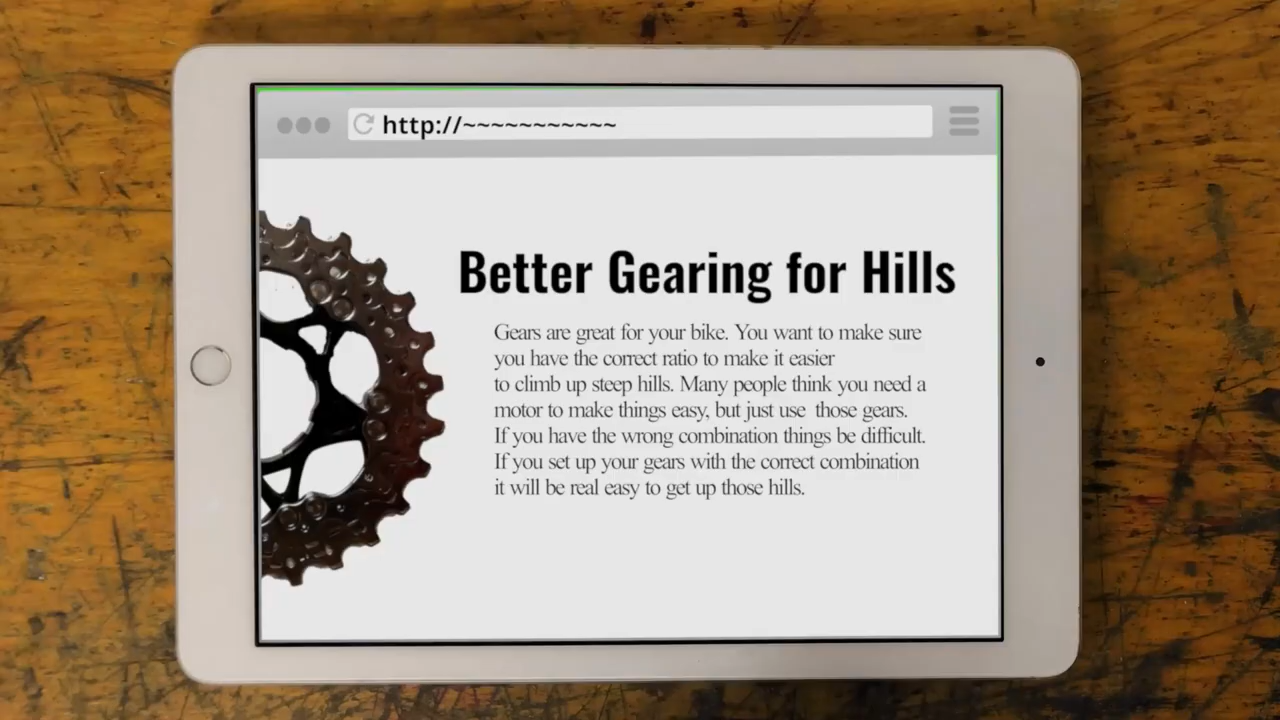 http://~~~~~~~~~~~
Better Gearing for Hills
Gears are great for your bike. You want to make sure
you have the correct ratio to make it easier
to climb up steep hills. Many people think you need a
motor to make things easy, but just use  those gears.
If you have the wrong combination things be difficult.
If you set up your gears with the correct combination
it will be real easy to get up those hills.